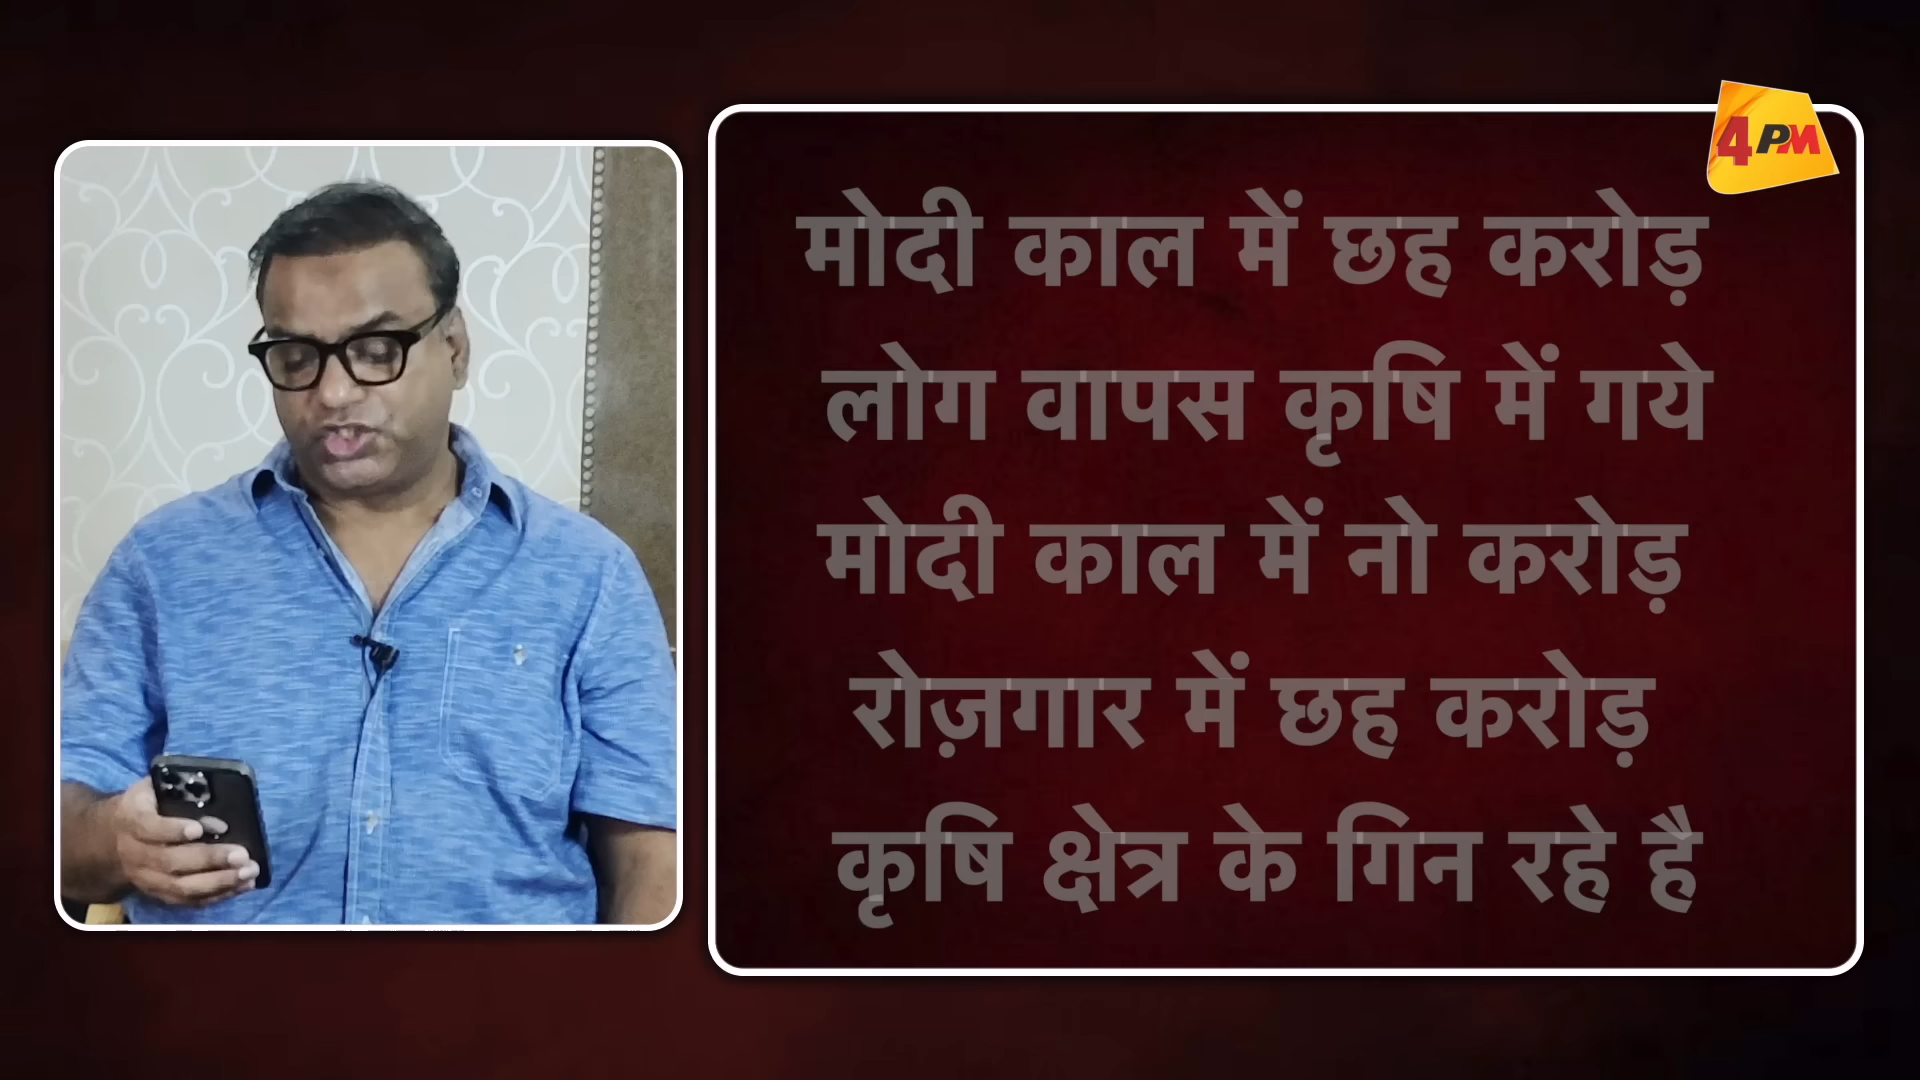 4PM
मोदी काल में छह करोड़
लोग वापस कृषि में गये
मोदी काल में नो करोड़
रोज़गार में छह करोड़
कृषि क्षेत्र के गिन रहे है